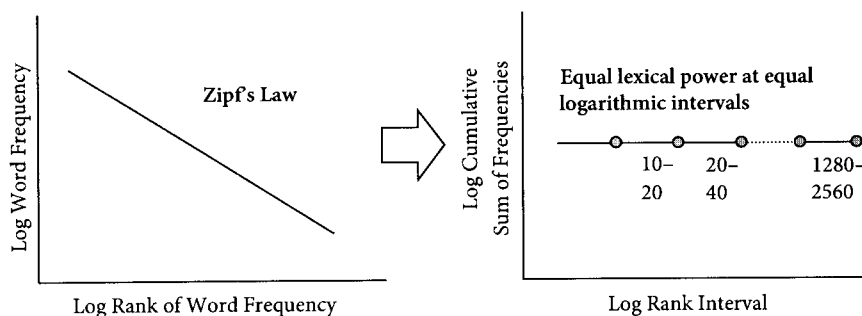 Log Word Frequency
Zipf's Law
Log Rank of Word Frequency
Log Cumulative
Sum of Frequencies
Equal lexical power at equal
logarithmic intervals
10– 20– 1280–
20 40 2560
Log Rank Interval